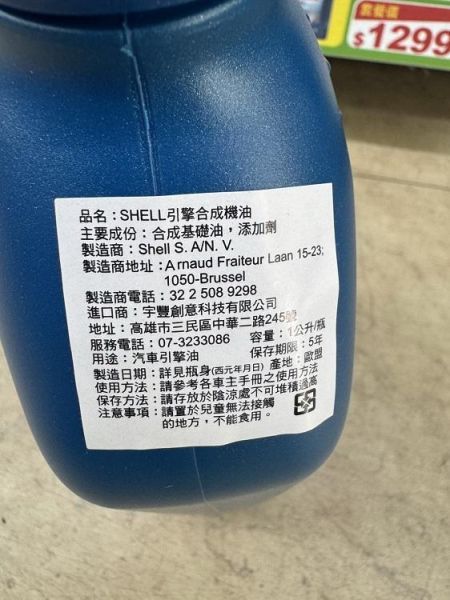 套餐價
$1299
品名：SHELL引擎合成機油
主要成份：合成基礎油，添加劑
製造商：Shell S. A/N. V.
製造商地址：Arnaud Fraiteur Laan 15-23;
1050-Brussel
製造商電話：32 2 508 9298
進口商：宇豐創意科技有限公司
地址：高雄市三民區中華二路245號
服務電話：07-3233086 容量：1公升/瓶
用途：汽車引擎油 保存期限：5年
製造日期：詳見瓶身(西元年月日) 產地：歐盟
使用方法：請參考各車主手冊之使用方法
保存方法：請存放於陰涼處不可堆積過高
注意事項：請置於兒童無法接觸
的地方，不能食用。